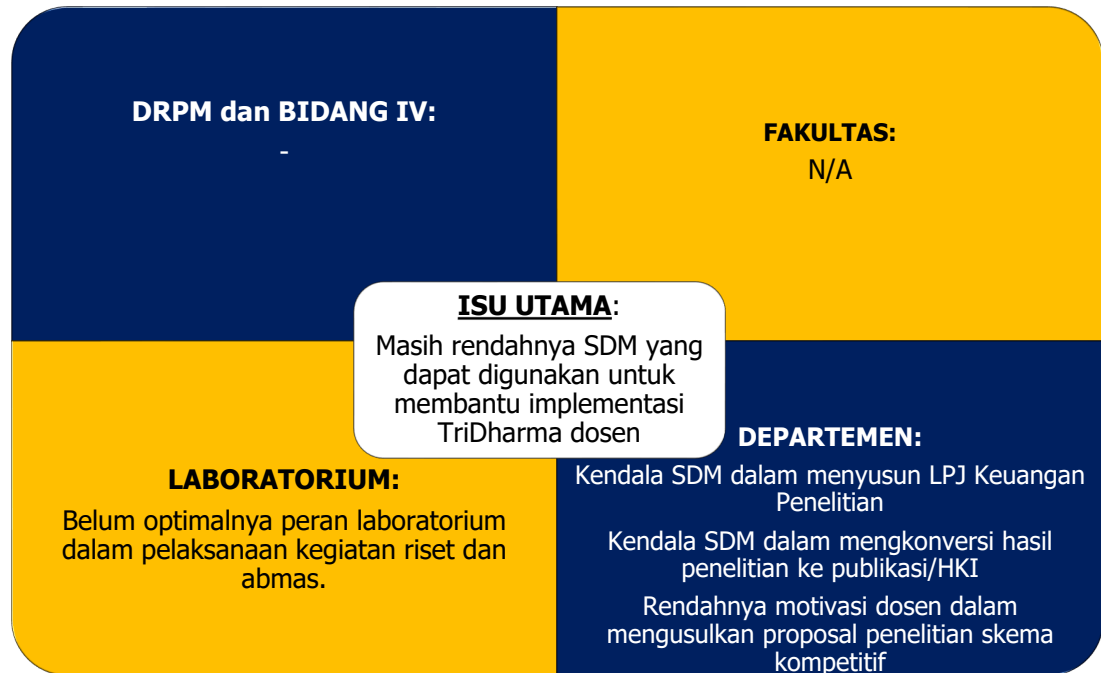 DRPM dan BIDANG IV:
-
FAKULTAS:
N/A
ISU UTAMA:
Masih rendahnya SDM yang
dapat digunakan untuk
membantu implementasi
TriDharma dosen
LABORATORIUM:
Belum optimalnya peran laboratorium
dalam pelaksanaan kegiatan riset dan
abmas.
DEPARTEMEN:
Kendala SDM dalam menyusun LPJ Keuangan
Penelitian
Kendala SDM dalam mengkonversi hasil
penelitian ke publikasi/HKI
Rendahnya motivasi dosen dalam
mengusulkan proposal penelitian skema
kompetitif